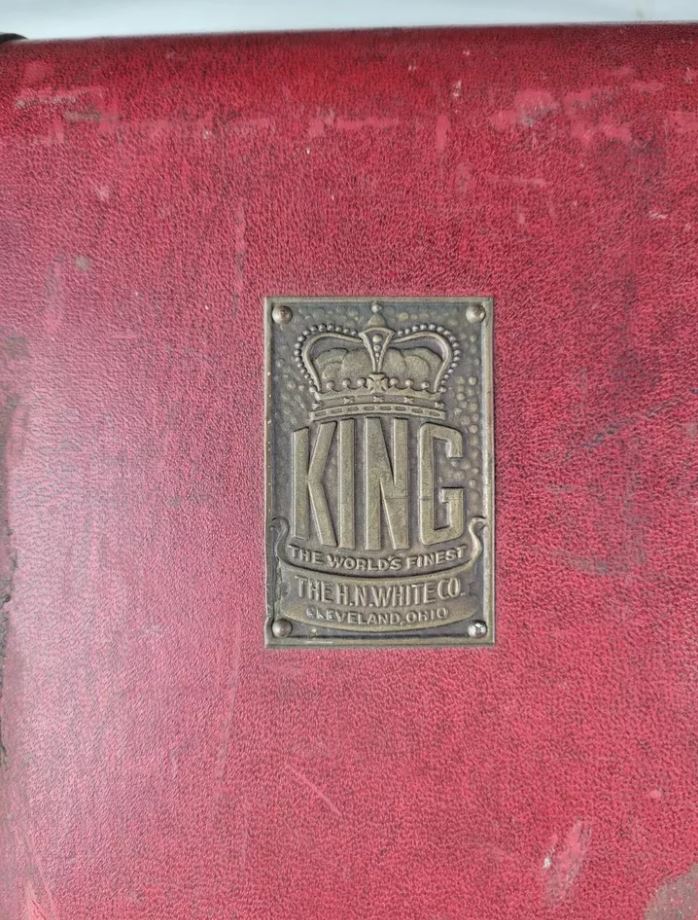 KING
THE WORLD'S FINEST
THE H.N. WHITE CO.
CLEVELAND, OHIO